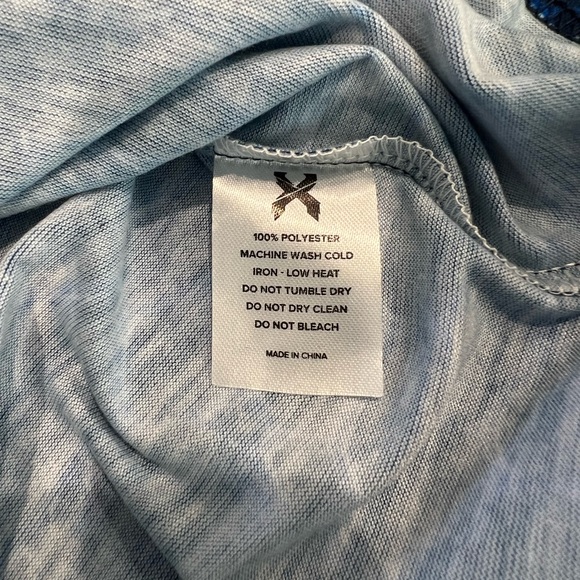 100% POLYESTER
MACHINE WASH COLD
IRON - LOW HEAT
DO NOT TUMBLE DRY
DO NOT DRY CLEAN
DO NOT BLEACH
MADE IN CHINA